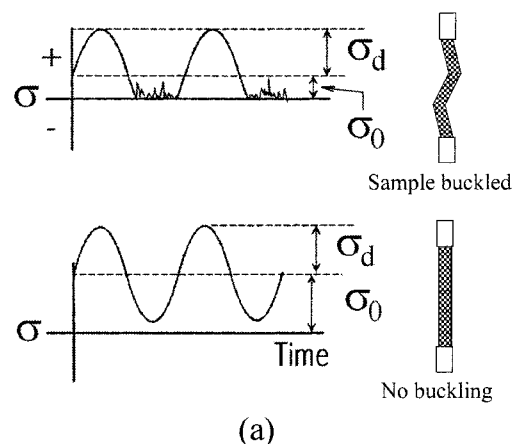 +
σd
σ
σ0
-
Sample buckled
σd
σ0
σ
Time
No buckling
(a)